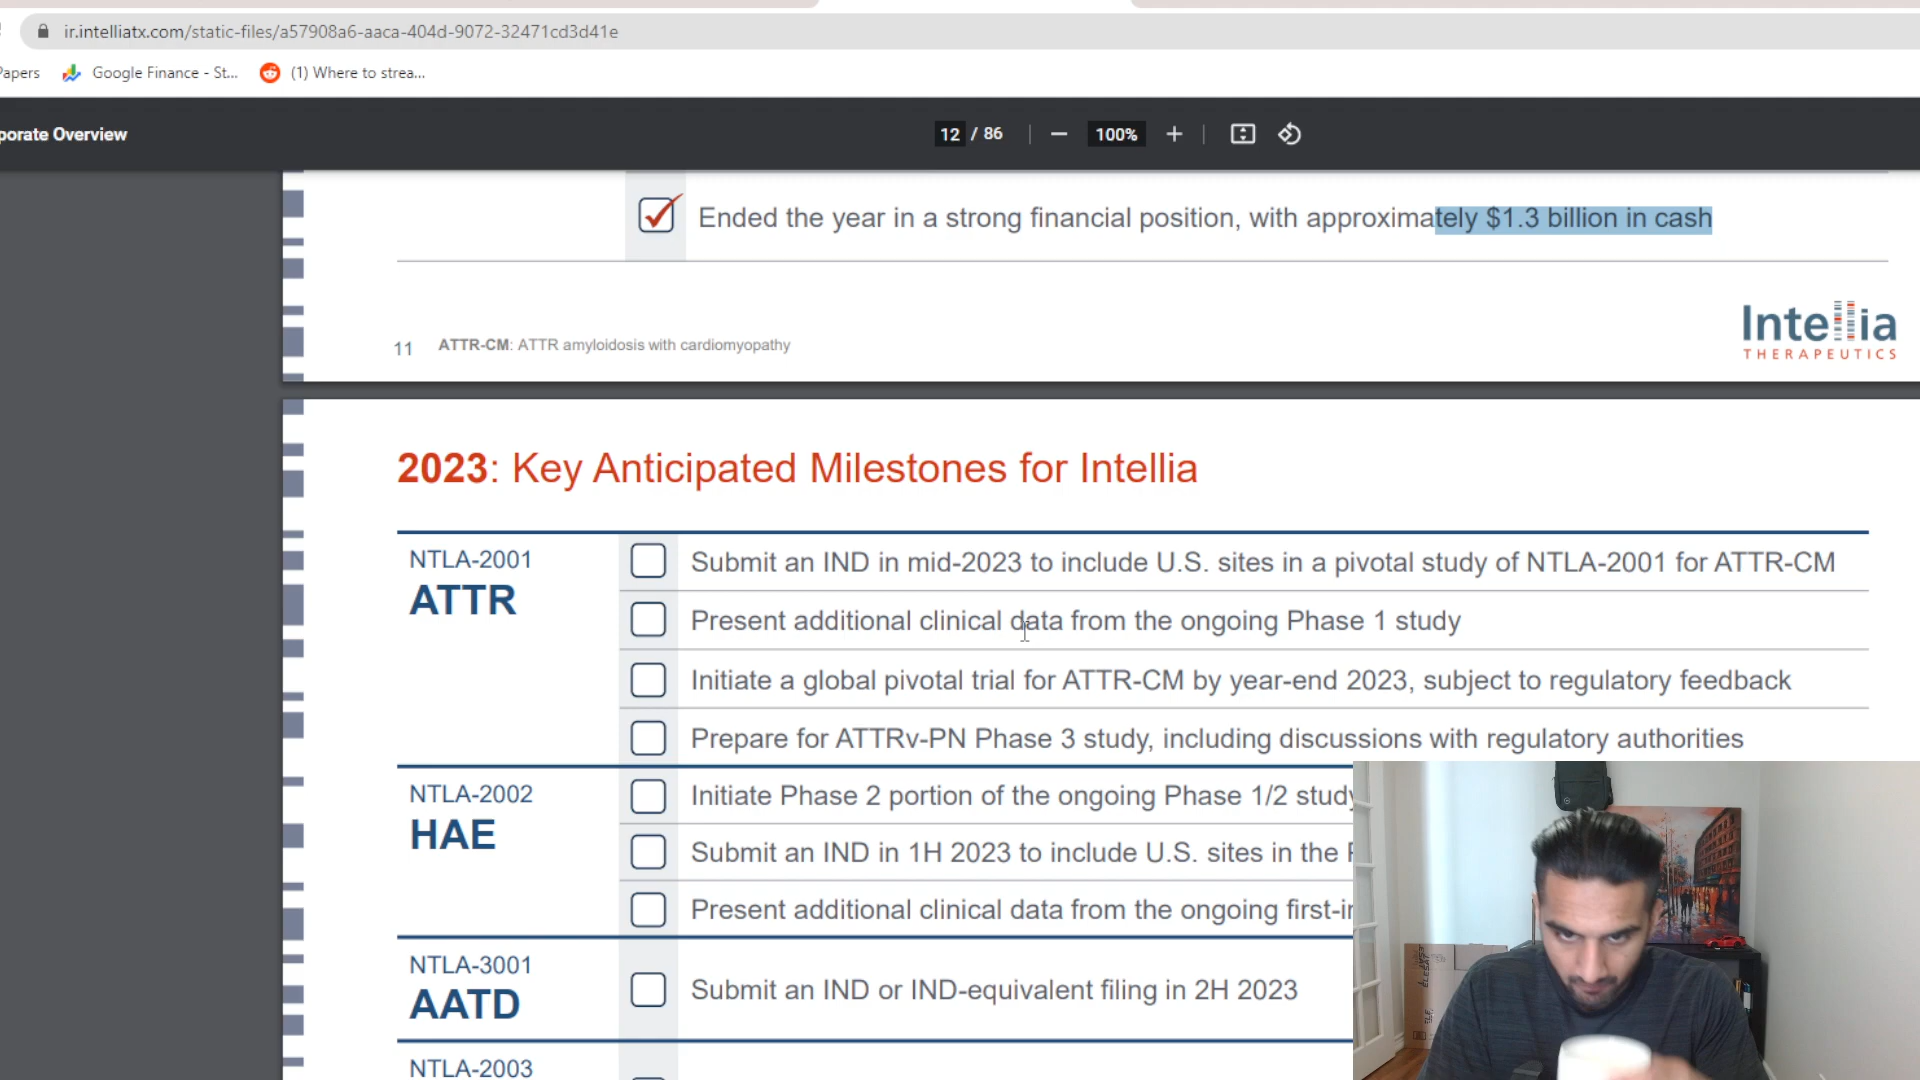 ir.intelliatx.com/static-files/a57908a6-aaca-404d-9072-32471cd3d41e
Papers Google Finance - St... (1) Where to strea...
porate Overview 12 / 86 100%
Ended the year in a strong financial position, with approximately $1.3 billion in cash
11 ATTR-CM: ATTR amyloidosis with cardiomyopathy
Intellia
THERAPEUTICS
2023: Key Anticipated Milestones for Intellia
NTLA-2001
ATTR
Submit an IND in mid-2023 to include U.S. sites in a pivotal study of NTLA-2001 for ATTR-CM
Present additional clinical data from the ongoing Phase 1 study
Initiate a global pivotal trial for ATTR-CM by year-end 2023, subject to regulatory feedback
Prepare for ATTRv-PN Phase 3 study, including discussions with regulatory authorities
NTLA-2002
HAE
Initiate Phase 2 portion of the ongoing Phase 1/2 study
Submit an IND in 1H 2023 to include U.S. sites in the
Present additional clinical data from the ongoing
NTLA-3001
AATD
Submit an IND or IND-equivalent filing in 2H 2023
NTLA-2003